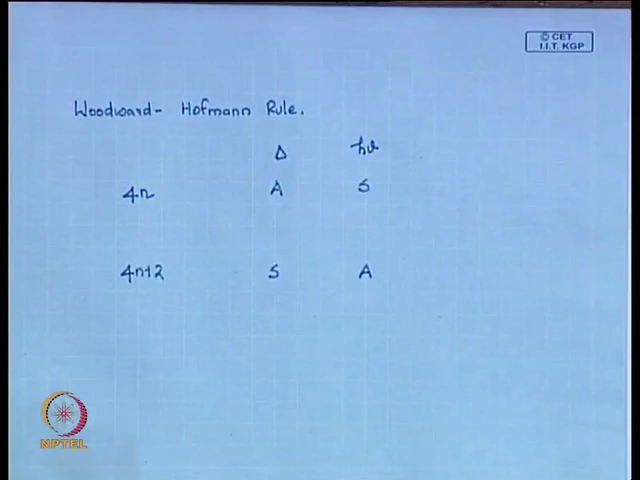 © CET
I.I.T. KGP
Woodward- Hofmann Rule.
Δ hν
4n A S
4n+2 S A
NPTEL